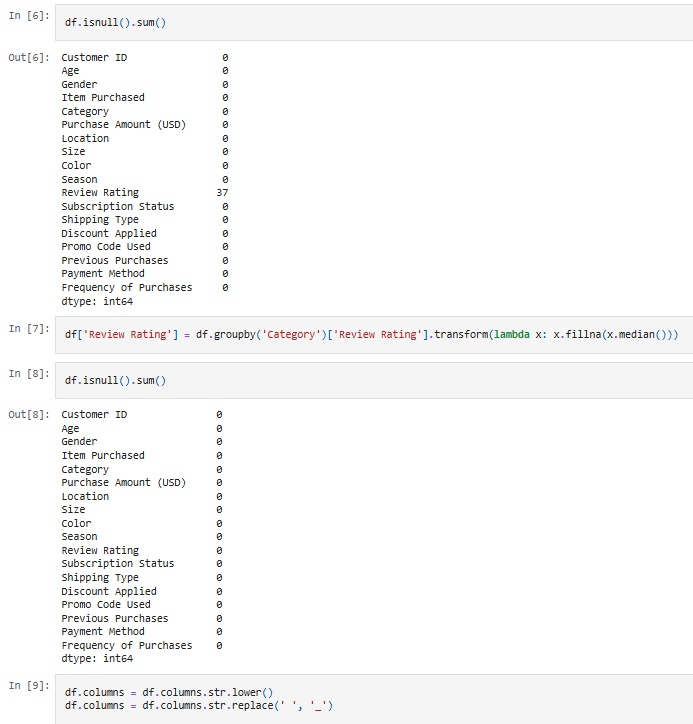 In [6]: df.isnull().sum()
Out[6]: Customer ID 0
Age 0
Gender 0
Item Purchased 0
Category 0
Purchase Amount (USD) 0
Location 0
Size 0
Color 0
Season 0
Review Rating 37
Subscription Status 0
Shipping Type 0
Discount Applied 0
Promo Code Used 0
Previous Purchases 0
Payment Method 0
Frequency of Purchases 0
dtype: int64
In [7]: df['Review Rating'] = df.groupby('Category')['Review Rating'].transform(lambda x: x.fillna(x.median()))
In [8]: df.isnull().sum()
Out[8]: Customer ID 0
Age 0
Gender 0
Item Purchased 0
Category 0
Purchase Amount (USD) 0
Location 0
Size 0
Color 0
Season 0
Review Rating 0
Subscription Status 0
Shipping Type 0
Discount Applied 0
Promo Code Used 0
Previous Purchases 0
Payment Method 0
Frequency of Purchases 0
dtype: int64
In [9]: df.columns = df.columns.str.lower()
df.columns = df.columns.str.replace(' ', '_')